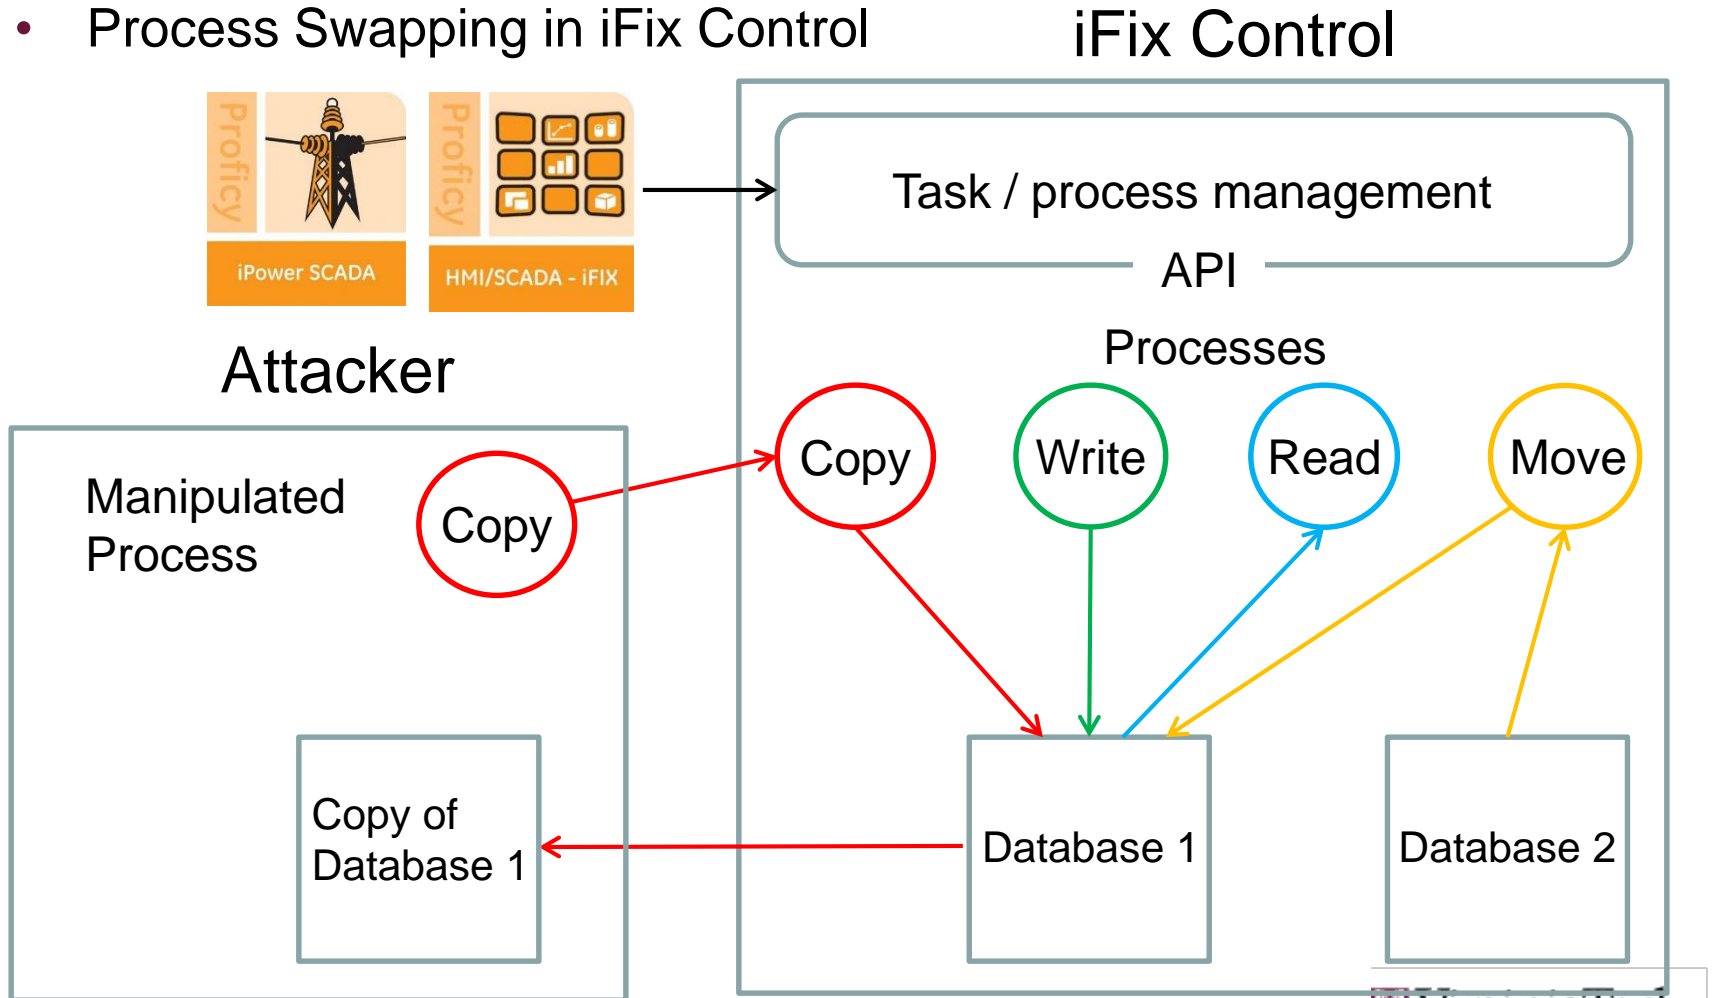 • Process Swapping in iFix Control
iFix Control
Proficy
iPower SCADA
Proficy
HMI/SCADA - iFIX
Task / process management
API
Processes
Attacker
Manipulated
Process
Copy
Copy
Write
Read
Move
Copy of
Database 1
Database 1
Database 2